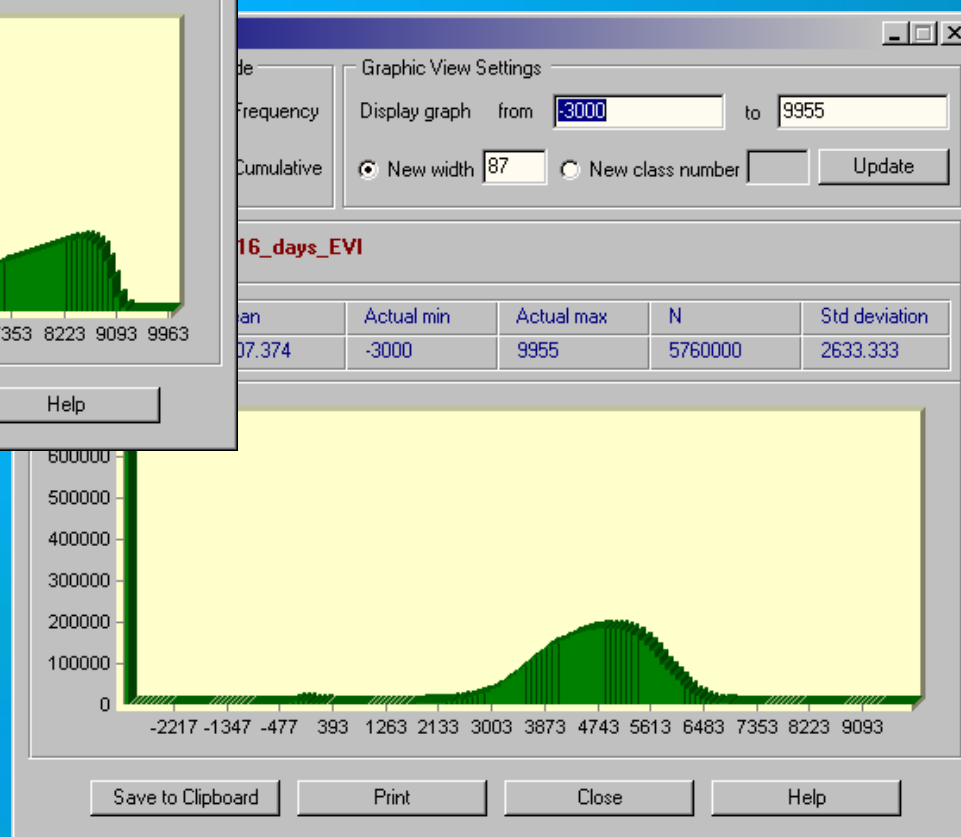 Graphic View Settings
Frequency
Display graph from -3000 to 9955
Cumulative
New width 87 New class number Update
16_days_EVI
Actual min Actual max N Std deviation
07.374 -3000 9955 5760000 2633.333
353 8223 9093 9963
Help
600000
500000
400000
300000
200000
100000
0
-2217 -1347 -477 393 1263 2133 3003 3873 4743 5613 6483 7353 8223 9093
Save to Clipboard Print Close Help